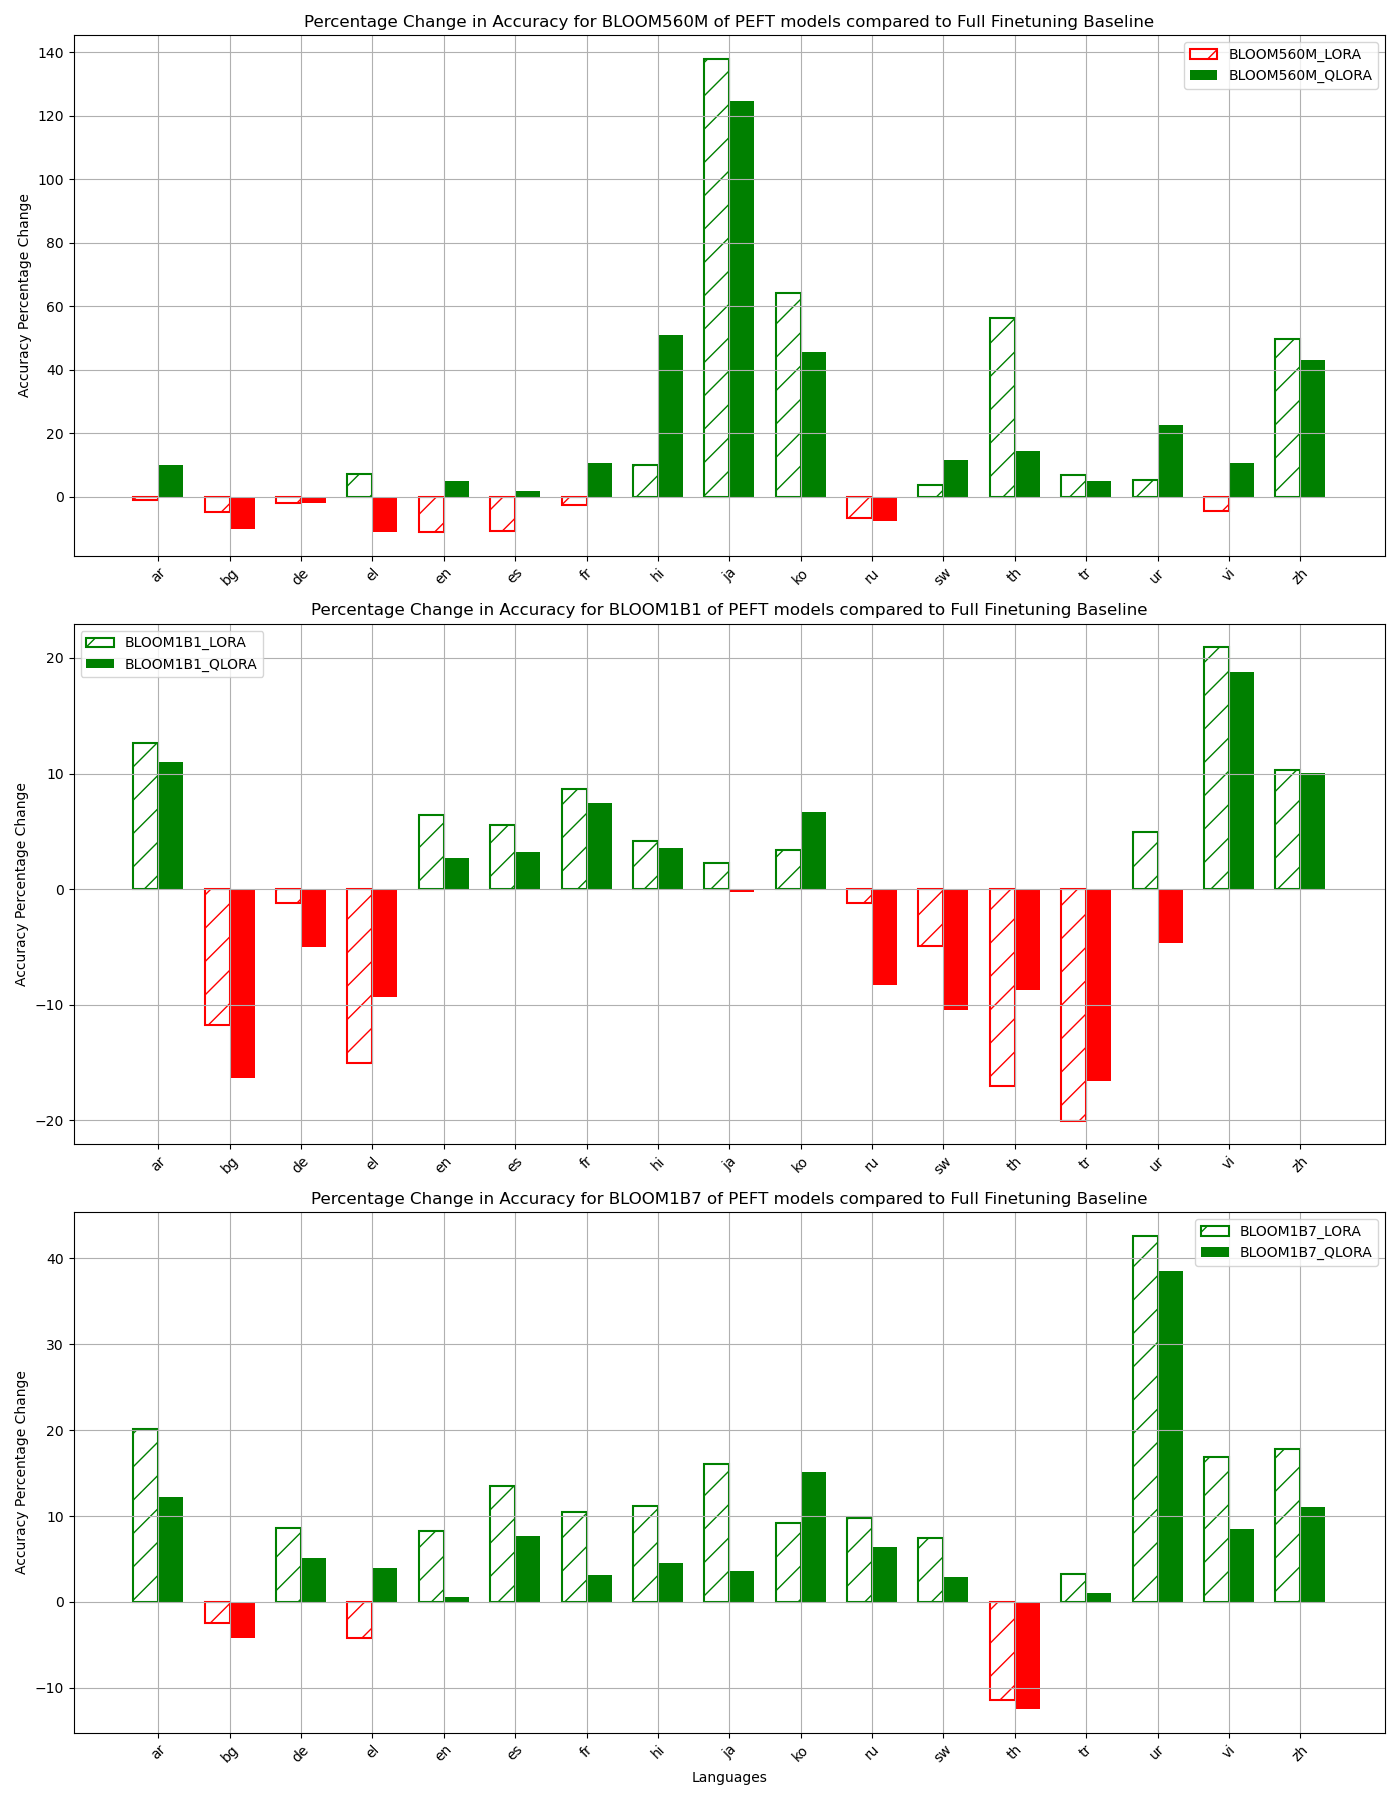 Percentage Change in Accuracy for BLOOM560M of PEFT models compared to Full Finetuning Baseline
BLOOM560M_LORA
BLOOM560M_QLORA
Accuracy Percentage Change
140
120
100
80
60
40
20
0
ar bg de el en es fr hi ja ko ru sw th tr ur vi zh
Percentage Change in Accuracy for BLOOM1B1 of PEFT models compared to Full Finetuning Baseline
BLOOM1B1_LORA
BLOOM1B1_QLORA
Accuracy Percentage Change
20
10
0
−10
−20
ar bg de el en es fr hi ja ko ru sw th tr ur vi zh
Percentage Change in Accuracy for BLOOM1B7 of PEFT models compared to Full Finetuning Baseline
BLOOM1B7_LORA
BLOOM1B7_QLORA
Accuracy Percentage Change
40
30
20
10
0
−10
ar bg de el en es fr hi ja ko ru sw th tr ur vi zh
Languages